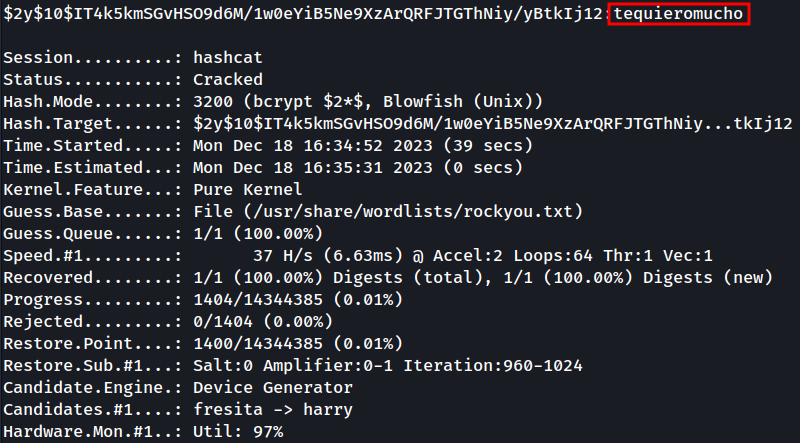 $2y$10$IT4k5kmSGvHSO9d6M/1w0eYiB5Ne9XzArQRFJTGThNiy/yBtkIj12:tequieromucho
Session..........: hashcat
Status...........: Cracked
Hash.Mode........: 3200 (bcrypt $2*$, Blowfish (Unix))
Hash.Target......: $2y$10$IT4k5kmSGvHSO9d6M/1w0eYiB5Ne9XzArQRFJTGThNiy...tkIj12
Time.Started.....: Mon Dec 18 16:34:52 2023 (39 secs)
Time.Estimated...: Mon Dec 18 16:35:31 2023 (0 secs)
Kernel.Feature...: Pure Kernel
Guess.Base.......: File (/usr/share/wordlists/rockyou.txt)
Guess.Queue......: 1/1 (100.00%)
Speed.#1.........:       37 H/s (6.63ms) @ Accel:2 Loops:64 Thr:1 Vec:1
Recovered........: 1/1 (100.00%) Digests (total), 1/1 (100.00%) Digests (new)
Progress.........: 1404/14344385 (0.01%)
Rejected.........: 0/1404 (0.00%)
Restore.Point....: 1400/14344385 (0.01%)
Restore.Sub.#1...: Salt:0 Amplifier:0-1 Iteration:960-1024
Candidate.Engine.: Device Generator
Candidates.#1....: fresita -> harry
Hardware.Mon.#1..: Util: 97%